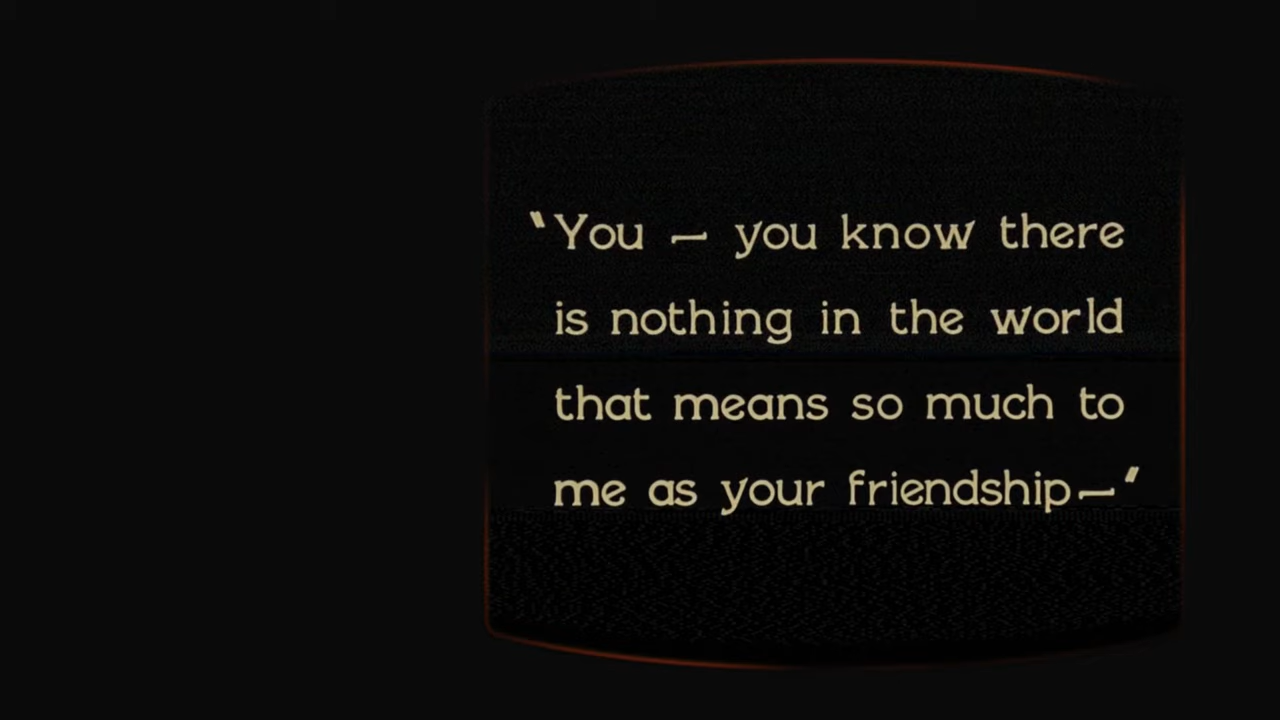 "You — you know there
is nothing in the world
that means so much to
me as your friendship—"